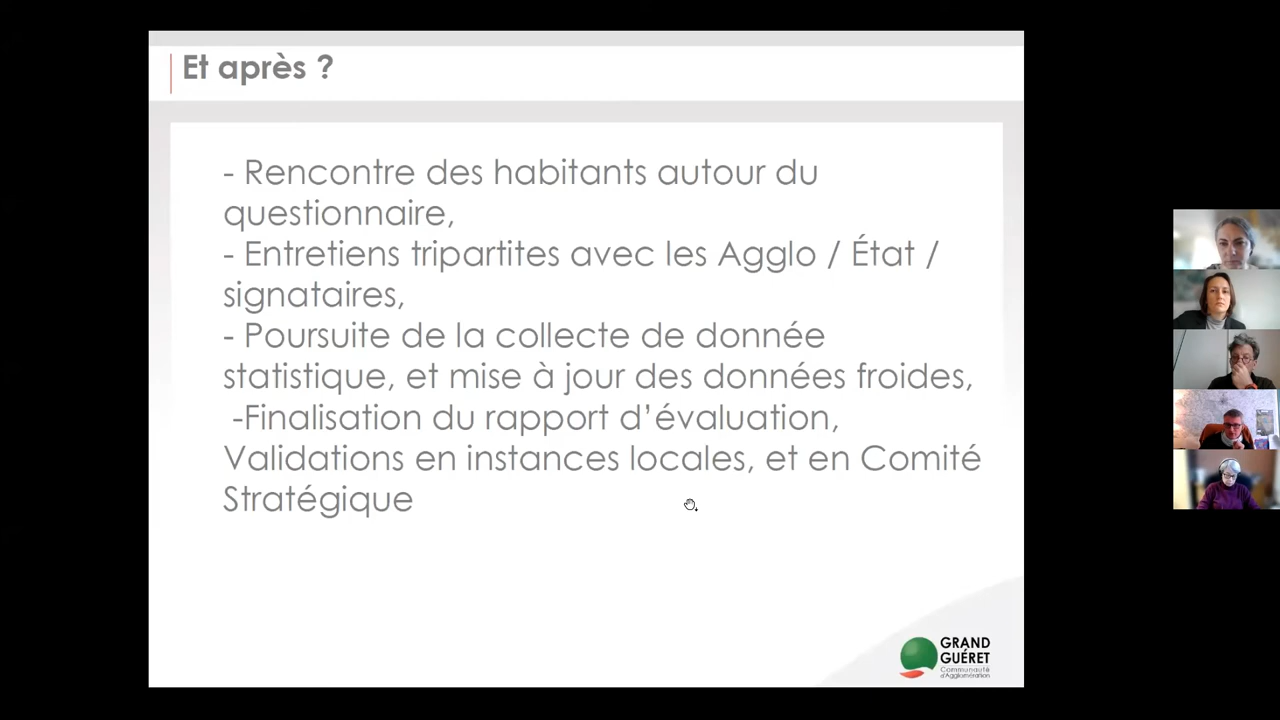 Et après ?
- Rencontre des habitants autour du
questionnaire,
- Entretiens tripartites avec les Agglo / État /
signataires,
- Poursuite de la collecte de donnée
statistique, et mise à jour des données froides,
-Finalisation du rapport d’évaluation,
Validations en instances locales, et en Comité
Stratégique
GRAND
GUÉRET
Communauté
d'Agglomération